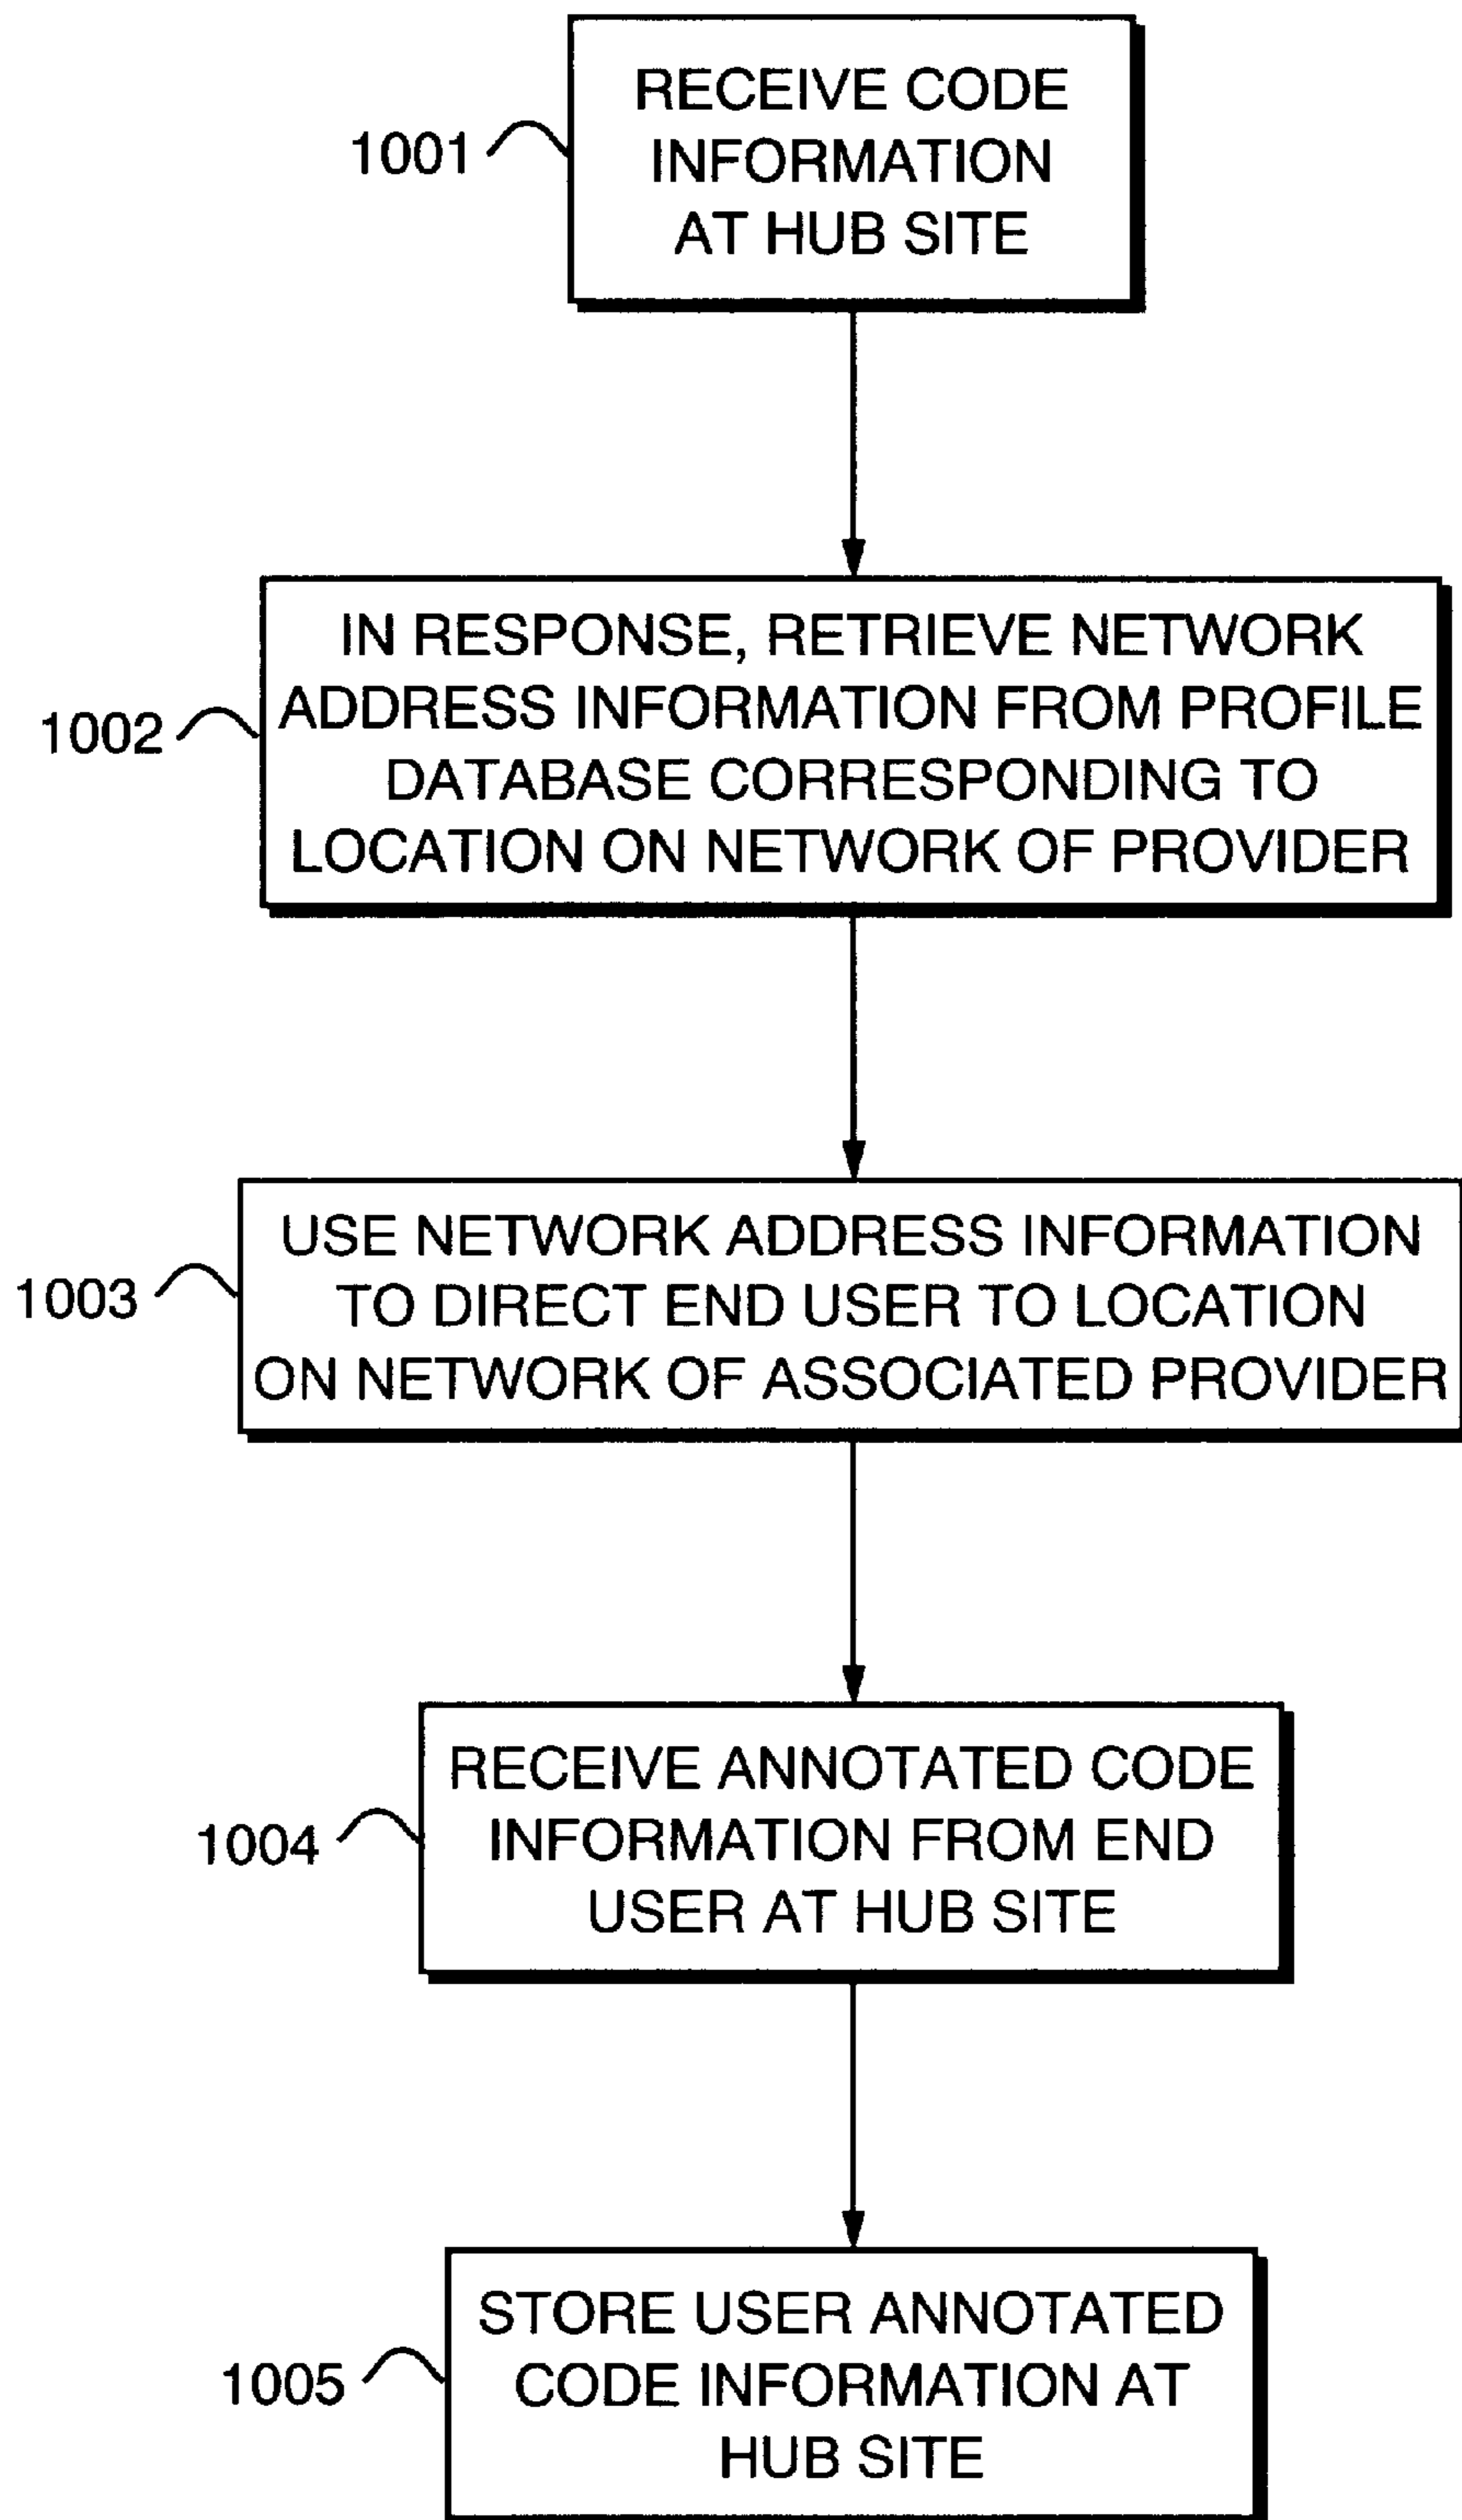 RECEIVE CODE
INFORMATION
AT HUB SITE
1001
IN RESPONSE, RETRIEVE NETWORK
ADDRESS INFORMATION FROM PROFILE
DATABASE CORRESPONDING TO
LOCATION ON NETWORK OF PROVIDER
1002
USE NETWORK ADDRESS INFORMATION
TO DIRECT END USER TO LOCATION
ON NETWORK OF ASSOCIATED PROVIDER
1003
RECEIVE ANNOTATED CODE
INFORMATION FROM END
USER AT HUB SITE
1004
STORE USER ANNOTATED
CODE INFORMATION AT
HUB SITE
1005